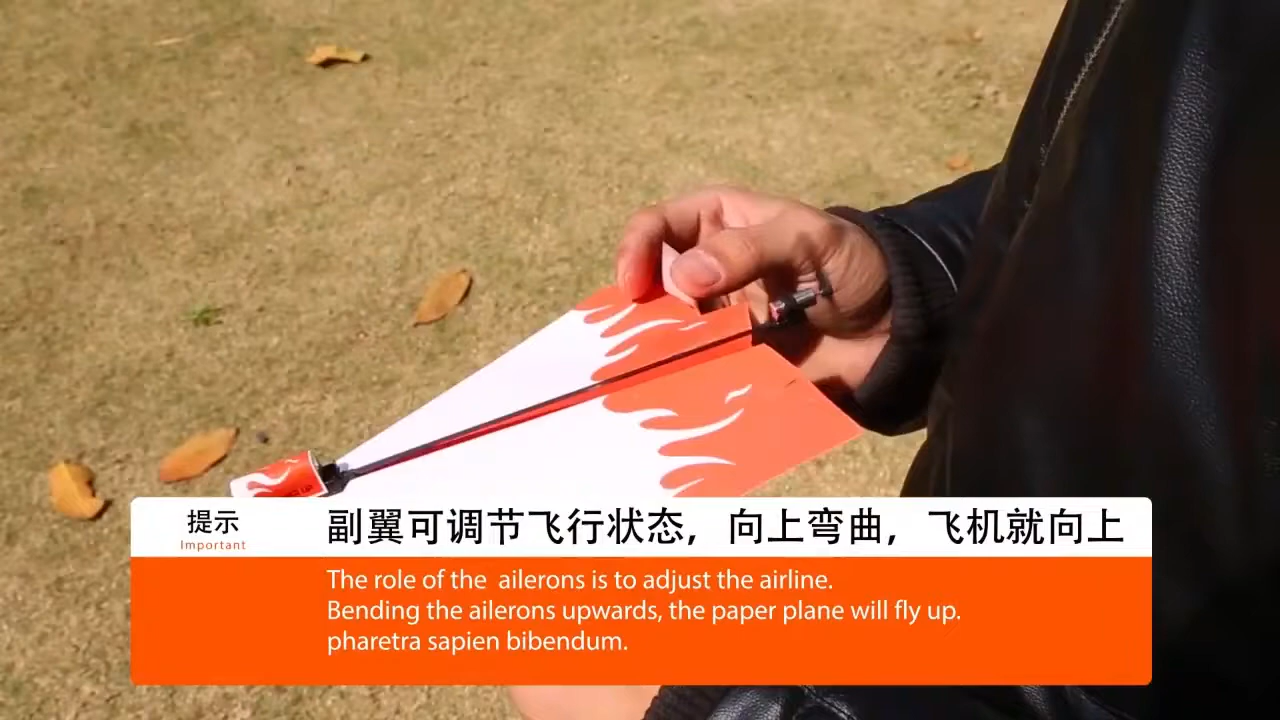 提示
Important
副翼可调节飞行状态，向上弯曲，飞机就向上
The role of the  ailerons is to adjust the airline.
Bending the ailerons upwards, the paper plane will fly up.
pharetra sapien bibendum.